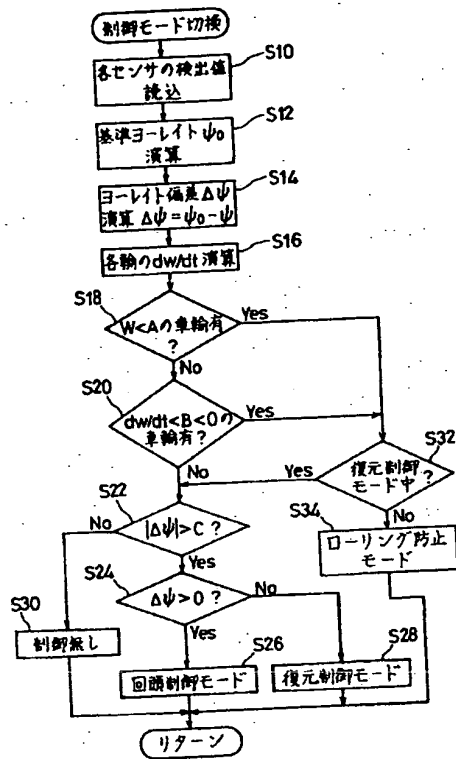 制御モード切換
S10
各センサの検出値
読込
S12
基準ヨーレイトψ₀
演算
S14
ヨーレイト偏差Δψ
演算 Δψ=ψ₀-ψ
S16
各輪のdw/dt 演算
S18
W<Aの車輪有
?
Yes
No
S20
dw/dt<B<0の
車輪有?
Yes
No
S32
復元制御
モード中?
Yes
No
S22
|Δψ|>C ?
No
Yes
S34
ローリング防止
モード
S24
Δψ>0 ?
No
Yes
S30
制御無し
S26
回頭制御モード
S28
復元制御モード
リターン